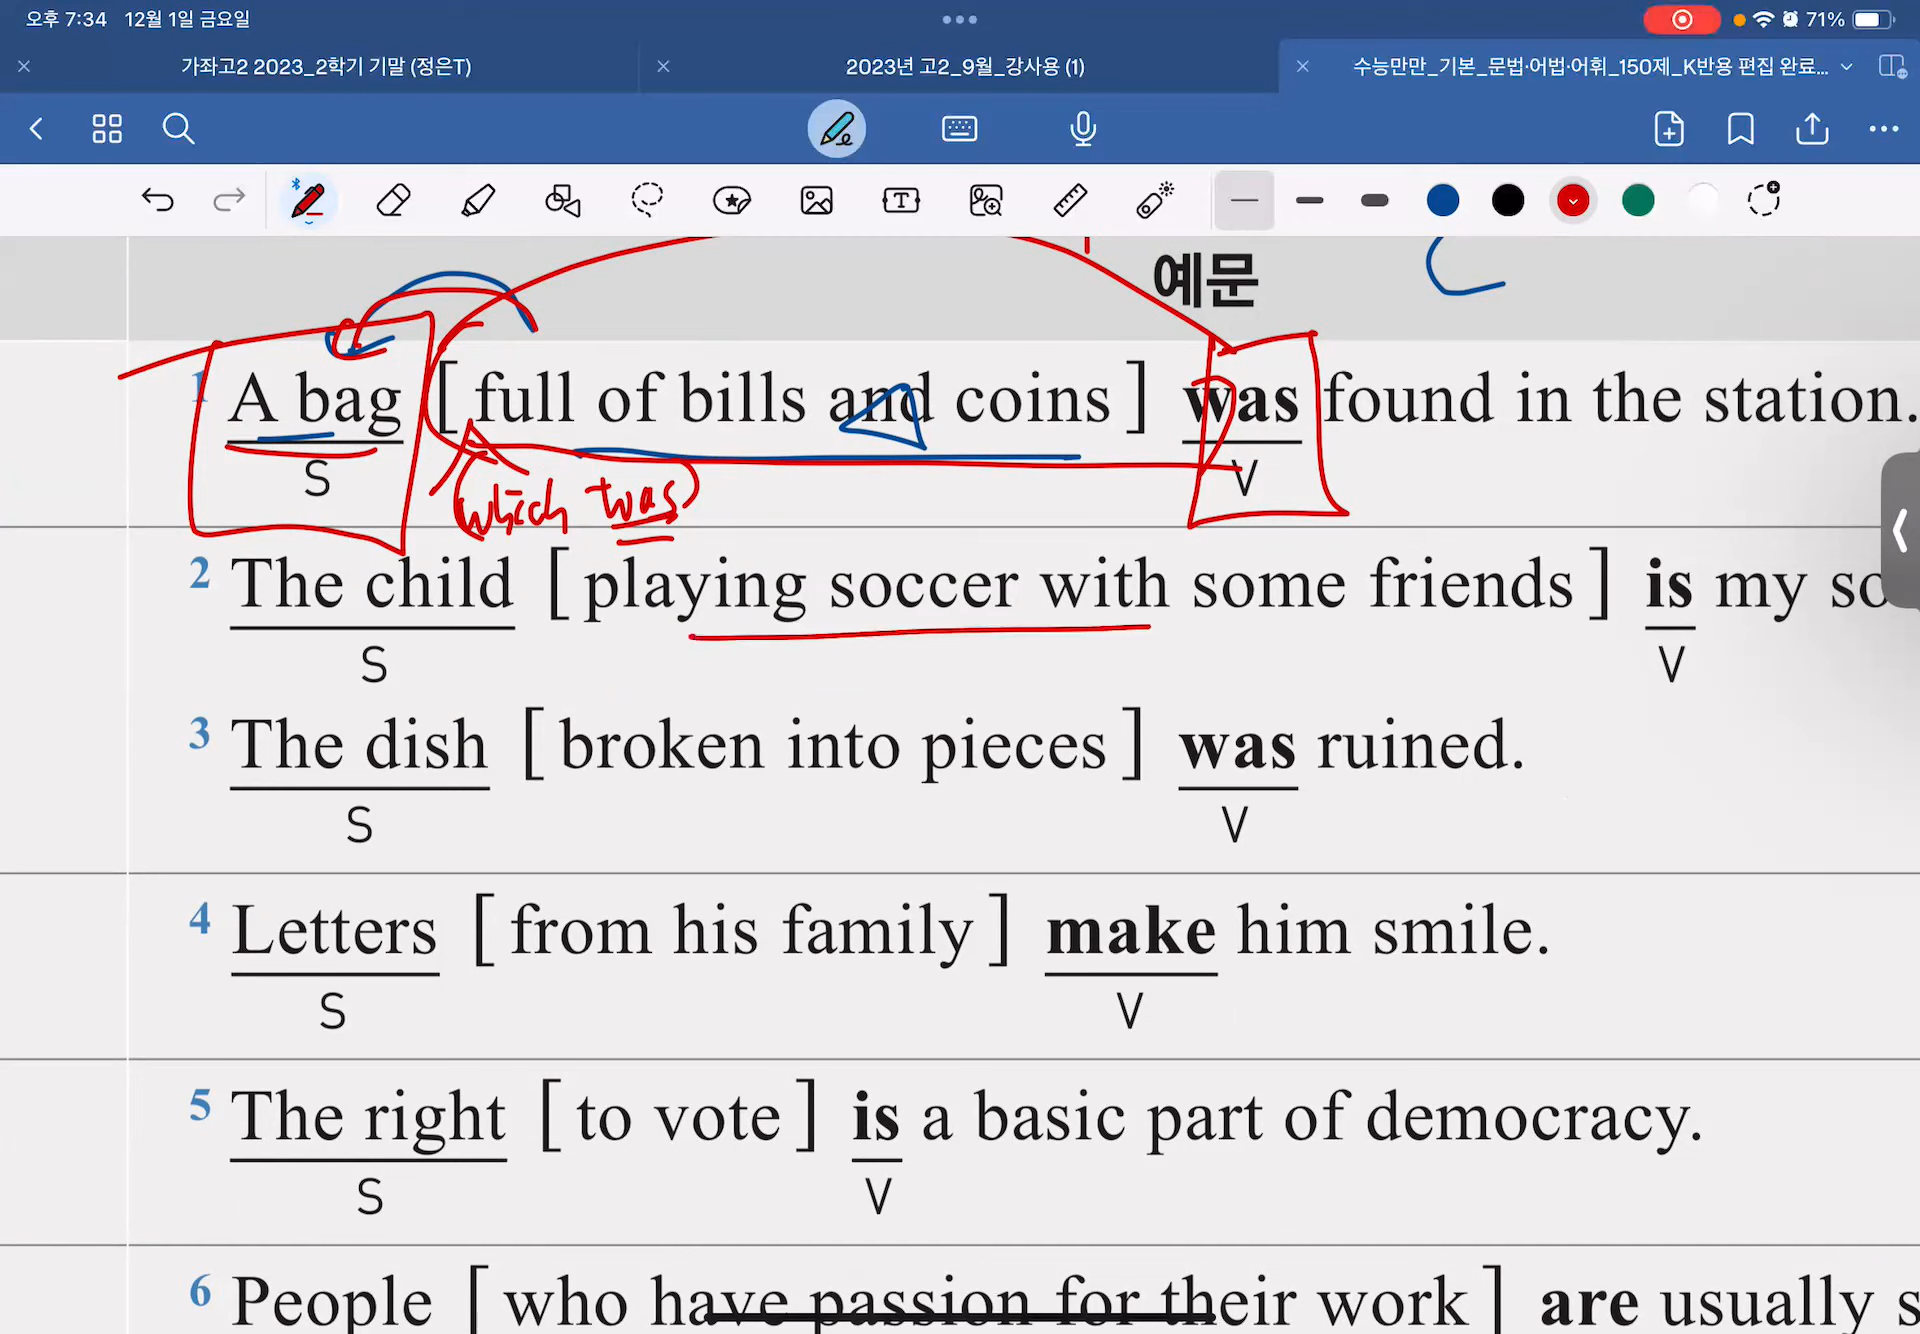 오후 7:34 12월 1일 금요일 71%
가좌고2 2023_2학기 기말 (정은T) 2023년 고2_9월_강사용 (1) 수능만만_기본_문법·어법·어휘_150제_K반용 편집 완료...
예문
1 A bag [ full of bills and coins ] was found in the station.
S V
(which was)
2 The child [ playing soccer with some friends ] is my so
S V
3 The dish [ broken into pieces ] was ruined.
S V
4 Letters [ from his family ] make him smile.
S V
5 The right [ to vote ] is a basic part of democracy.
S V
6 People [ who have passion for their work ] are usually s